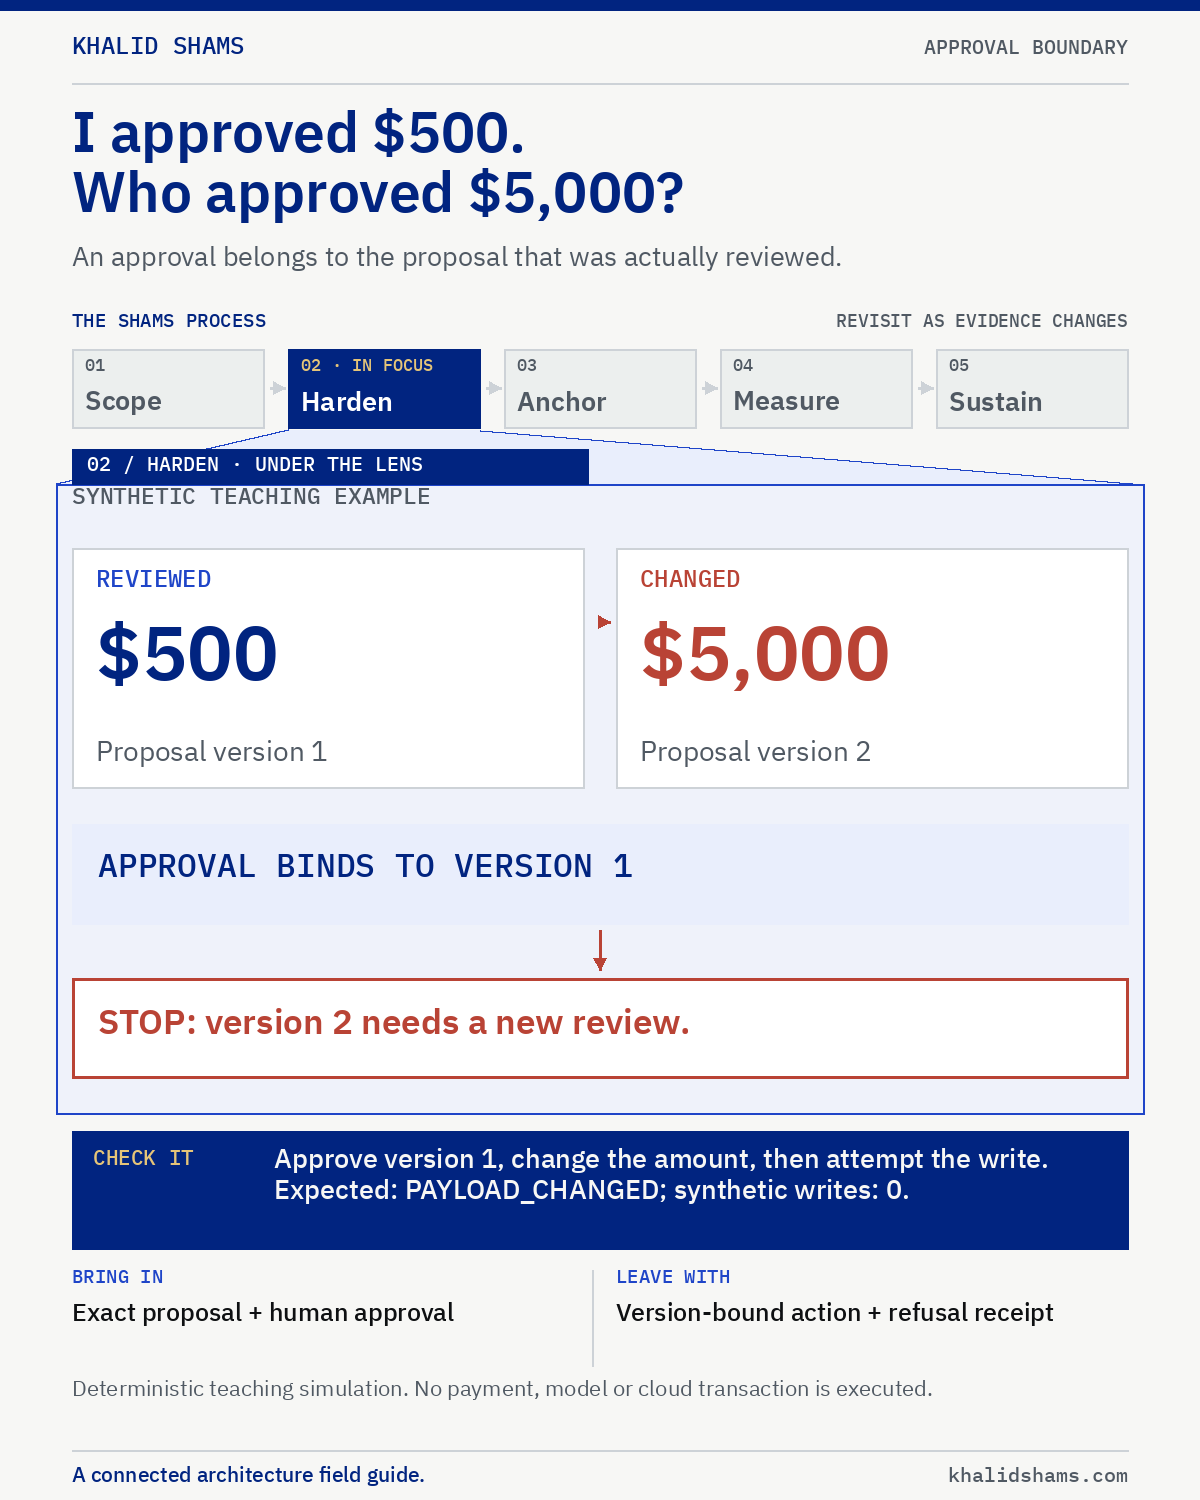 KHALID SHAMS
APPROVAL BOUNDARY
I approved $500.
Who approved $5,000?
An approval belongs to the proposal that was actually reviewed.
THE SHAMS PROCESS
REVISIT AS EVIDENCE CHANGES
01
Scope
02 · IN FOCUS
Harden
03
Anchor
04
Measure
05
Sustain
02 / HARDEN · UNDER THE LENS
SYNTHETIC TEACHING EXAMPLE
REVIEWED
$500
Proposal version 1
CHANGED
$5,000
Proposal version 2
APPROVAL BINDS TO VERSION 1
STOP: version 2 needs a new review.
CHECK IT
Approve version 1, change the amount, then attempt the write.
Expected: PAYLOAD_CHANGED; synthetic writes: 0.
BRING IN
Exact proposal + human approval
LEAVE WITH
Version-bound action + refusal receipt
Deterministic teaching simulation. No payment, model or cloud transaction is executed.
A connected architecture field guide.
khalidshams.com